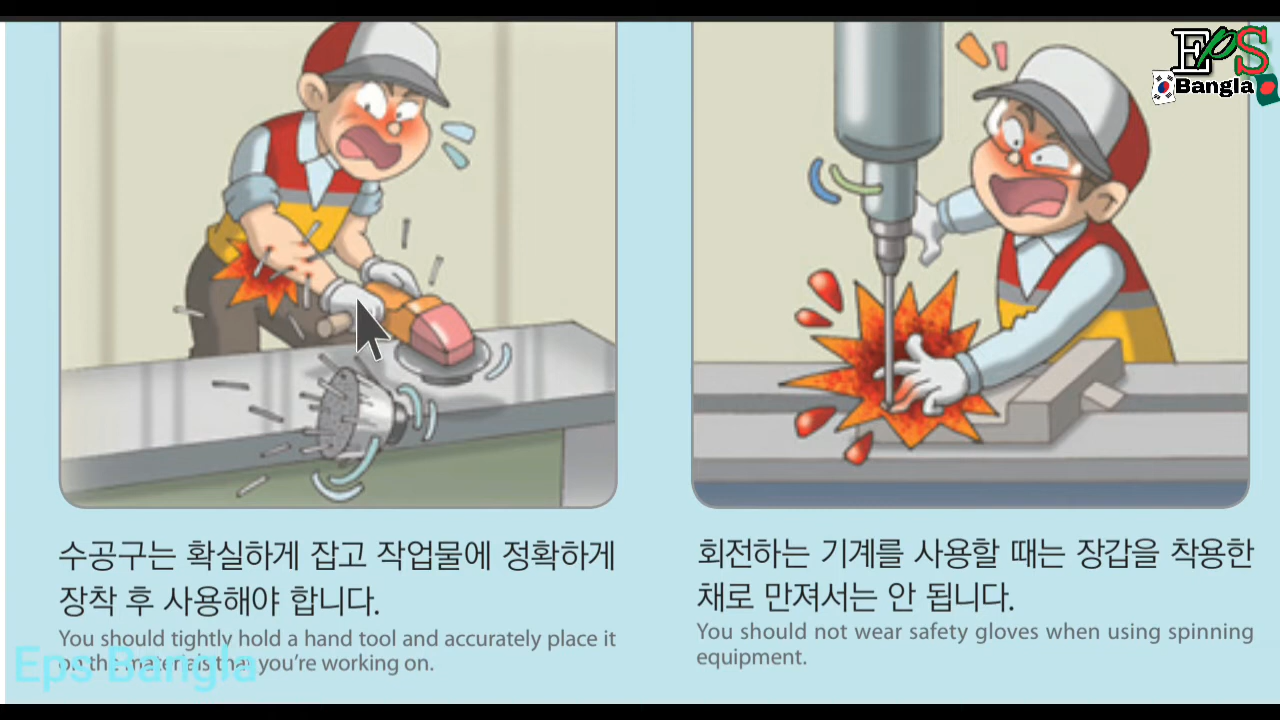 EPS
Bangla
수공구는 확실하게 잡고 작업물에 정확하게
장착 후 사용해야 합니다.
You should tightly hold a hand tool and accurately place it
on the materials that you're working on.
회전하는 기계를 사용할 때는 장갑을 착용한
채로 만져서는 안 됩니다.
You should not wear safety gloves when using spinning
equipment.
Eps Bangla